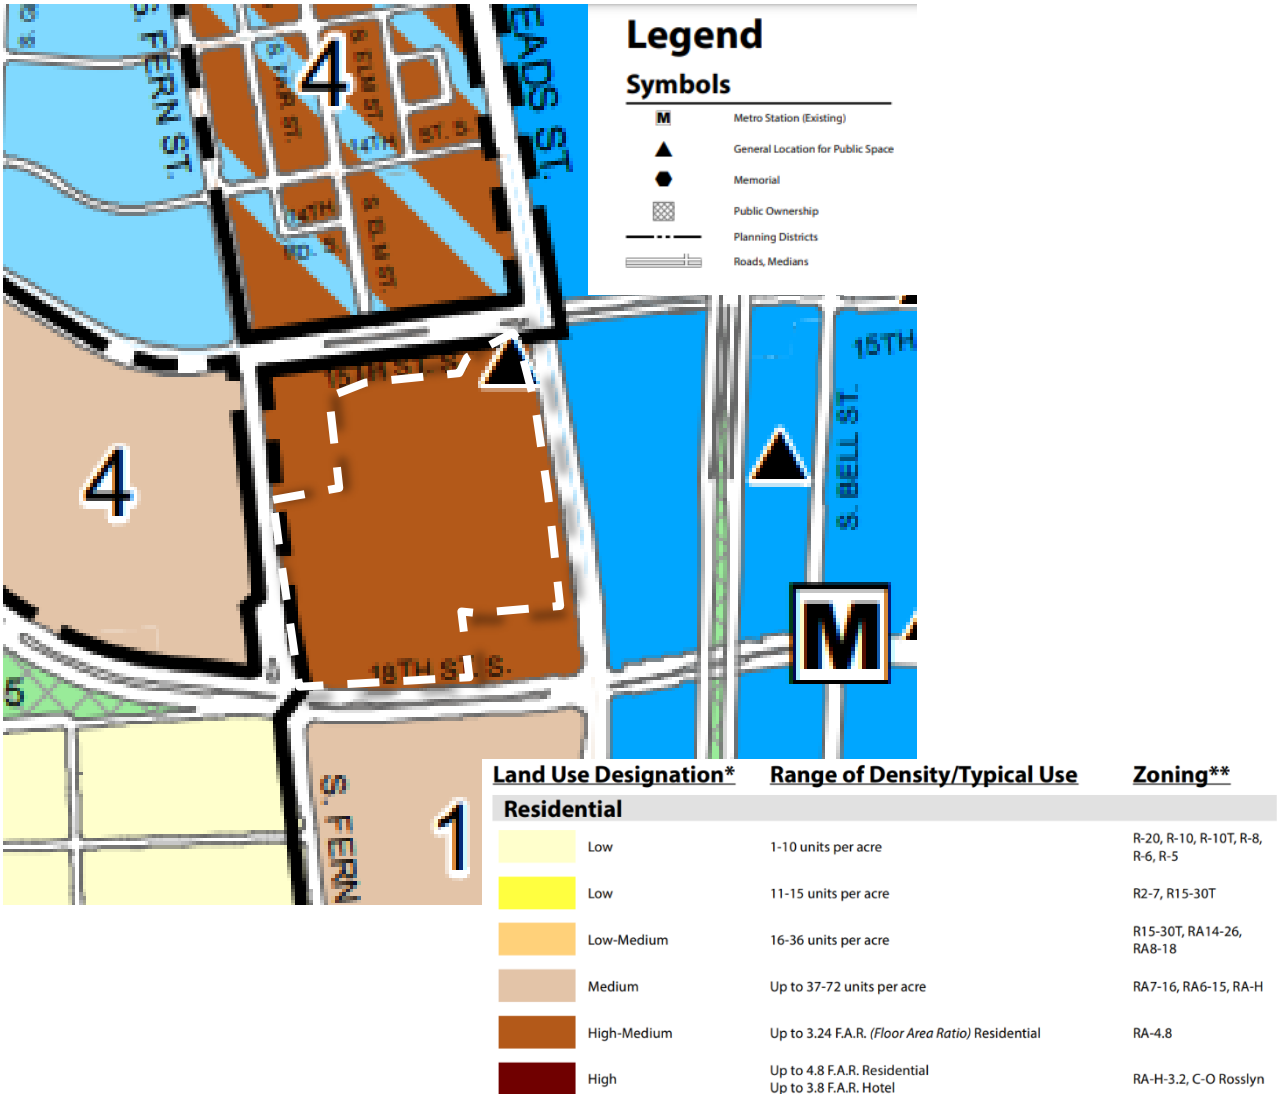 S. FERN ST.
4
S. FAIR ST.
S. ELM ST.
EADS ST.
14TH ST. S.
14TH
RD. S.
S. ELM ST.
15TH ST. S.
4
18TH ST. S.
5
S. FERN
1
15TH
S. BELL ST.
M
Legend
Symbols
M Metro Station (Existing)
General Location for Public Space
Memorial
Public Ownership
Planning Districts
Roads, Medians
Land Use Designation* Range of Density/Typical Use Zoning**
Residential
Low 1-10 units per acre R-20, R-10, R-10T, R-8,
R-6, R-5
Low 11-15 units per acre R2-7, R15-30T
Low-Medium 16-36 units per acre R15-30T, RA14-26,
RA8-18
Medium Up to 37-72 units per acre RA7-16, RA6-15, RA-H
High-Medium Up to 3.24 F.A.R. (Floor Area Ratio) Residential RA-4.8
High Up to 4.8 F.A.R. Residential
Up to 3.8 F.A.R. Hotel RA-H-3.2, C-O Rosslyn